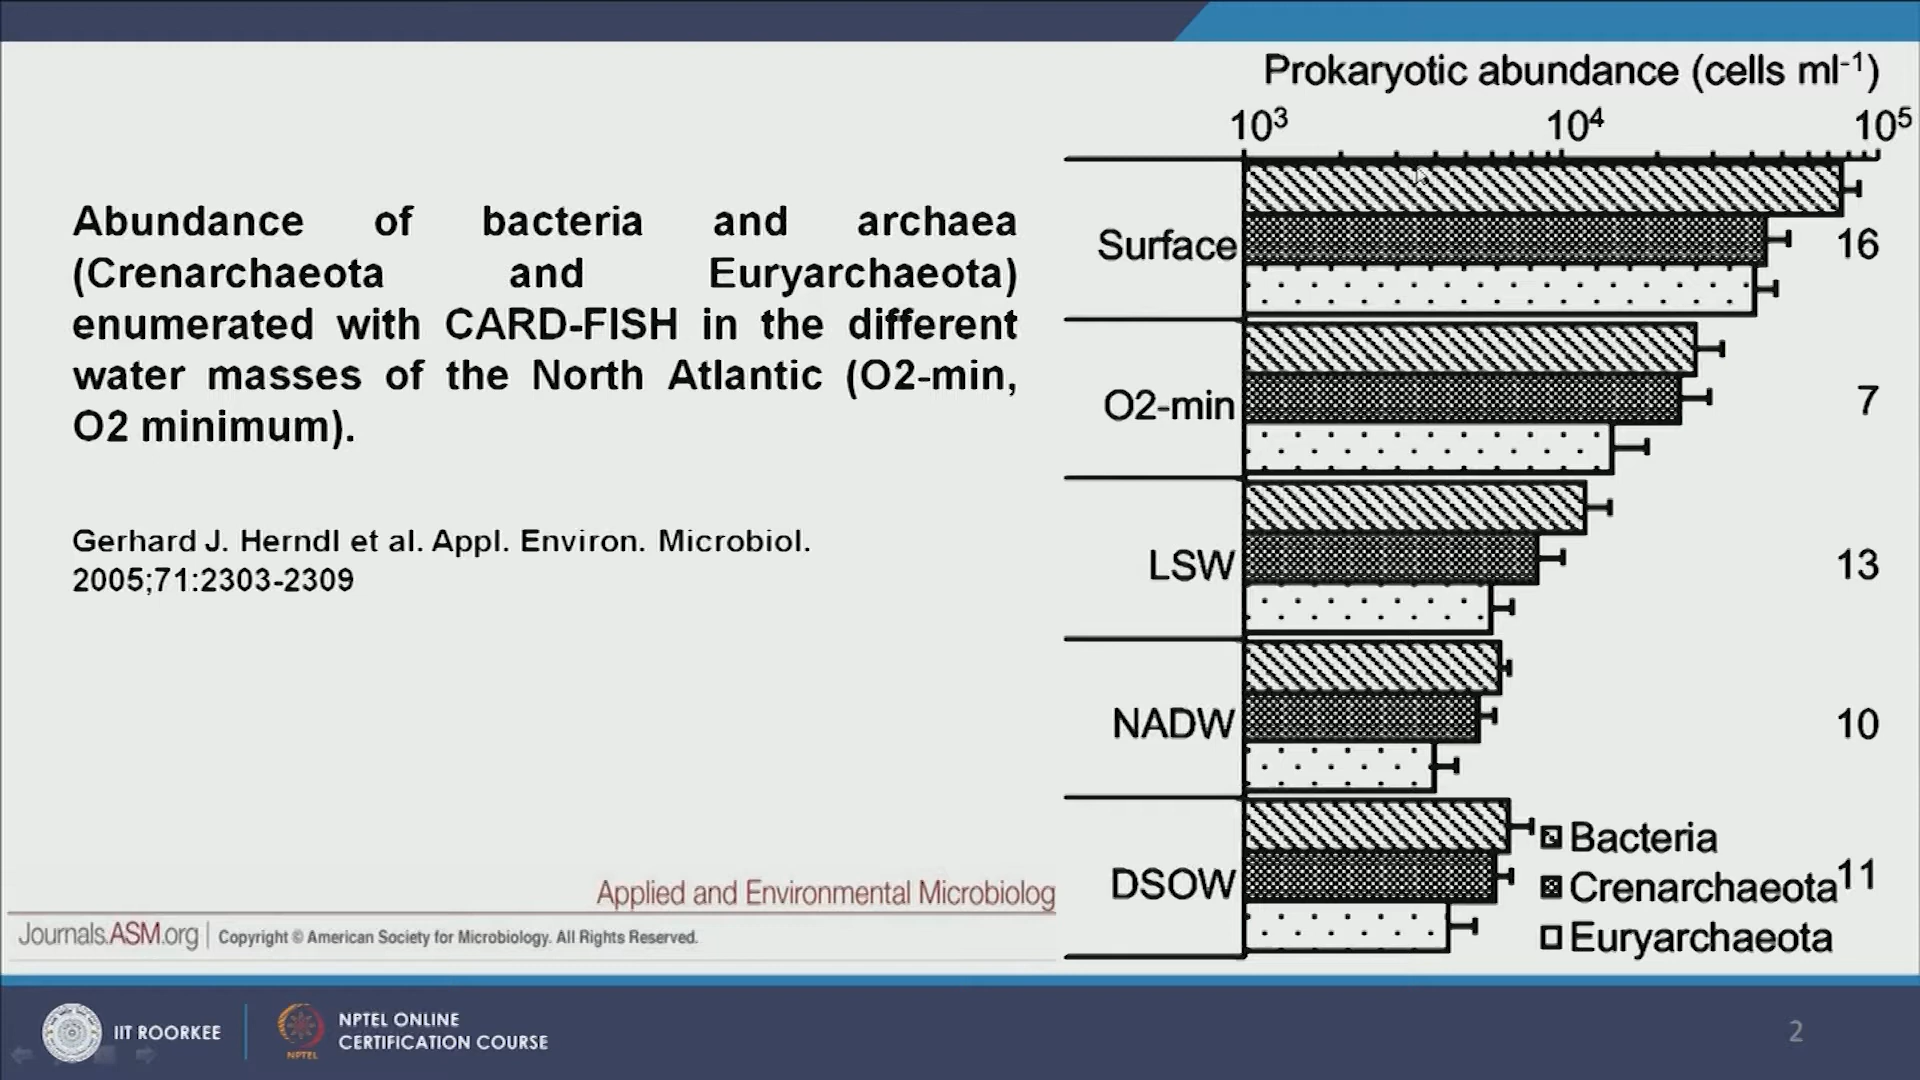 Abundance of bacteria and archaea
(Crenarchaeota and Euryarchaeota)
enumerated with CARD-FISH in the different
water masses of the North Atlantic (O2-min,
O2 minimum).
Gerhard J. Herndl et al. Appl. Environ. Microbiol.
2005;71:2303-2309
Applied and Environmental Microbiolog
Journals.ASM.org | Copyright © American Society for Microbiology. All Rights Reserved.
Prokaryotic abundance (cells ml⁻¹)
10³ 10⁴ 10⁵
Surface 16
O2-min 7
LSW 13
NADW 10
DSOW 11
Bacteria
Crenarchaeota
Euryarchaeota
IIT ROORKEE
NPTEL
NPTEL ONLINE
CERTIFICATION COURSE
2